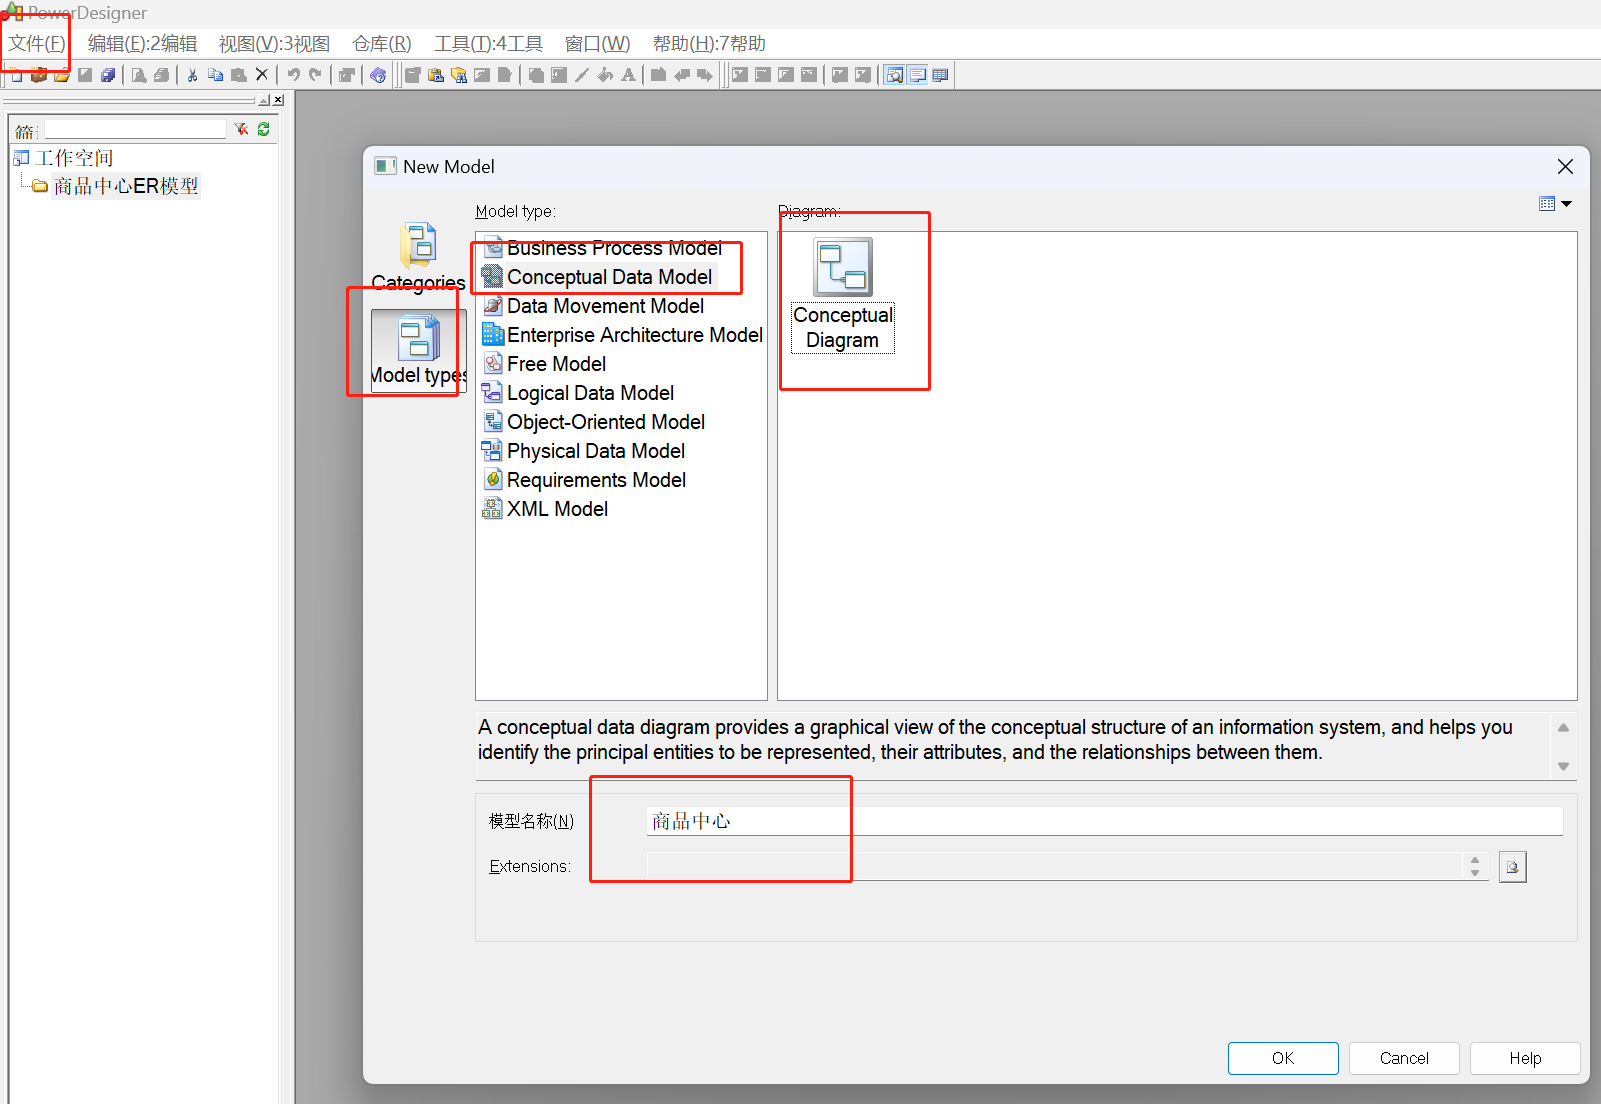 PowerDesigner
文件(F) 编辑(E):2编辑 视图(V):3视图 仓库(R) 工具(T):4工具 窗口(W) 帮助(H):7帮助
筛:
工作空间
商品中心ER模型
New Model
Categories
Model types
Model type:
Business Process Model
Conceptual Data Model
Data Movement Model
Enterprise Architecture Model
Free Model
Logical Data Model
Object-Oriented Model
Physical Data Model
Requirements Model
XML Model
Diagram:
Conceptual
Diagram
A conceptual data diagram provides a graphical view of the conceptual structure of an information system, and helps you
identify the principal entities to be represented, their attributes, and the relationships between them.
模型名称(N) 商品中心
Extensions:
OK Cancel Help